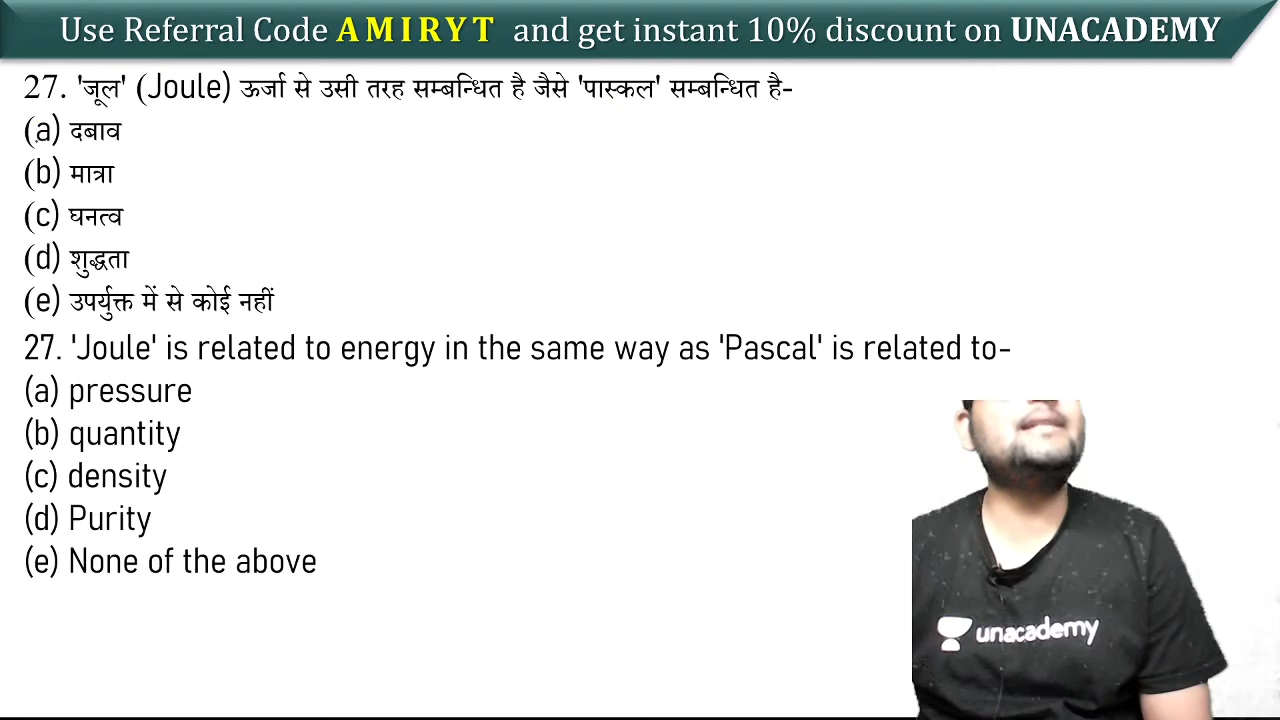 Use Referral Code AMIRYT and get instant 10% discount on UNACADEMY
27. 'जूल' (Joule) ऊर्जा से उसी तरह सम्बन्धित है जैसे 'पास्कल' सम्बन्धित है-
(a) दबाव
(b) मात्रा
(c) घनत्व
(d) शुद्धता
(e) उपर्युक्त में से कोई नहीं
27. 'Joule' is related to energy in the same way as 'Pascal' is related to-
(a) pressure
(b) quantity
(c) density
(d) Purity
(e) None of the above
unacademy